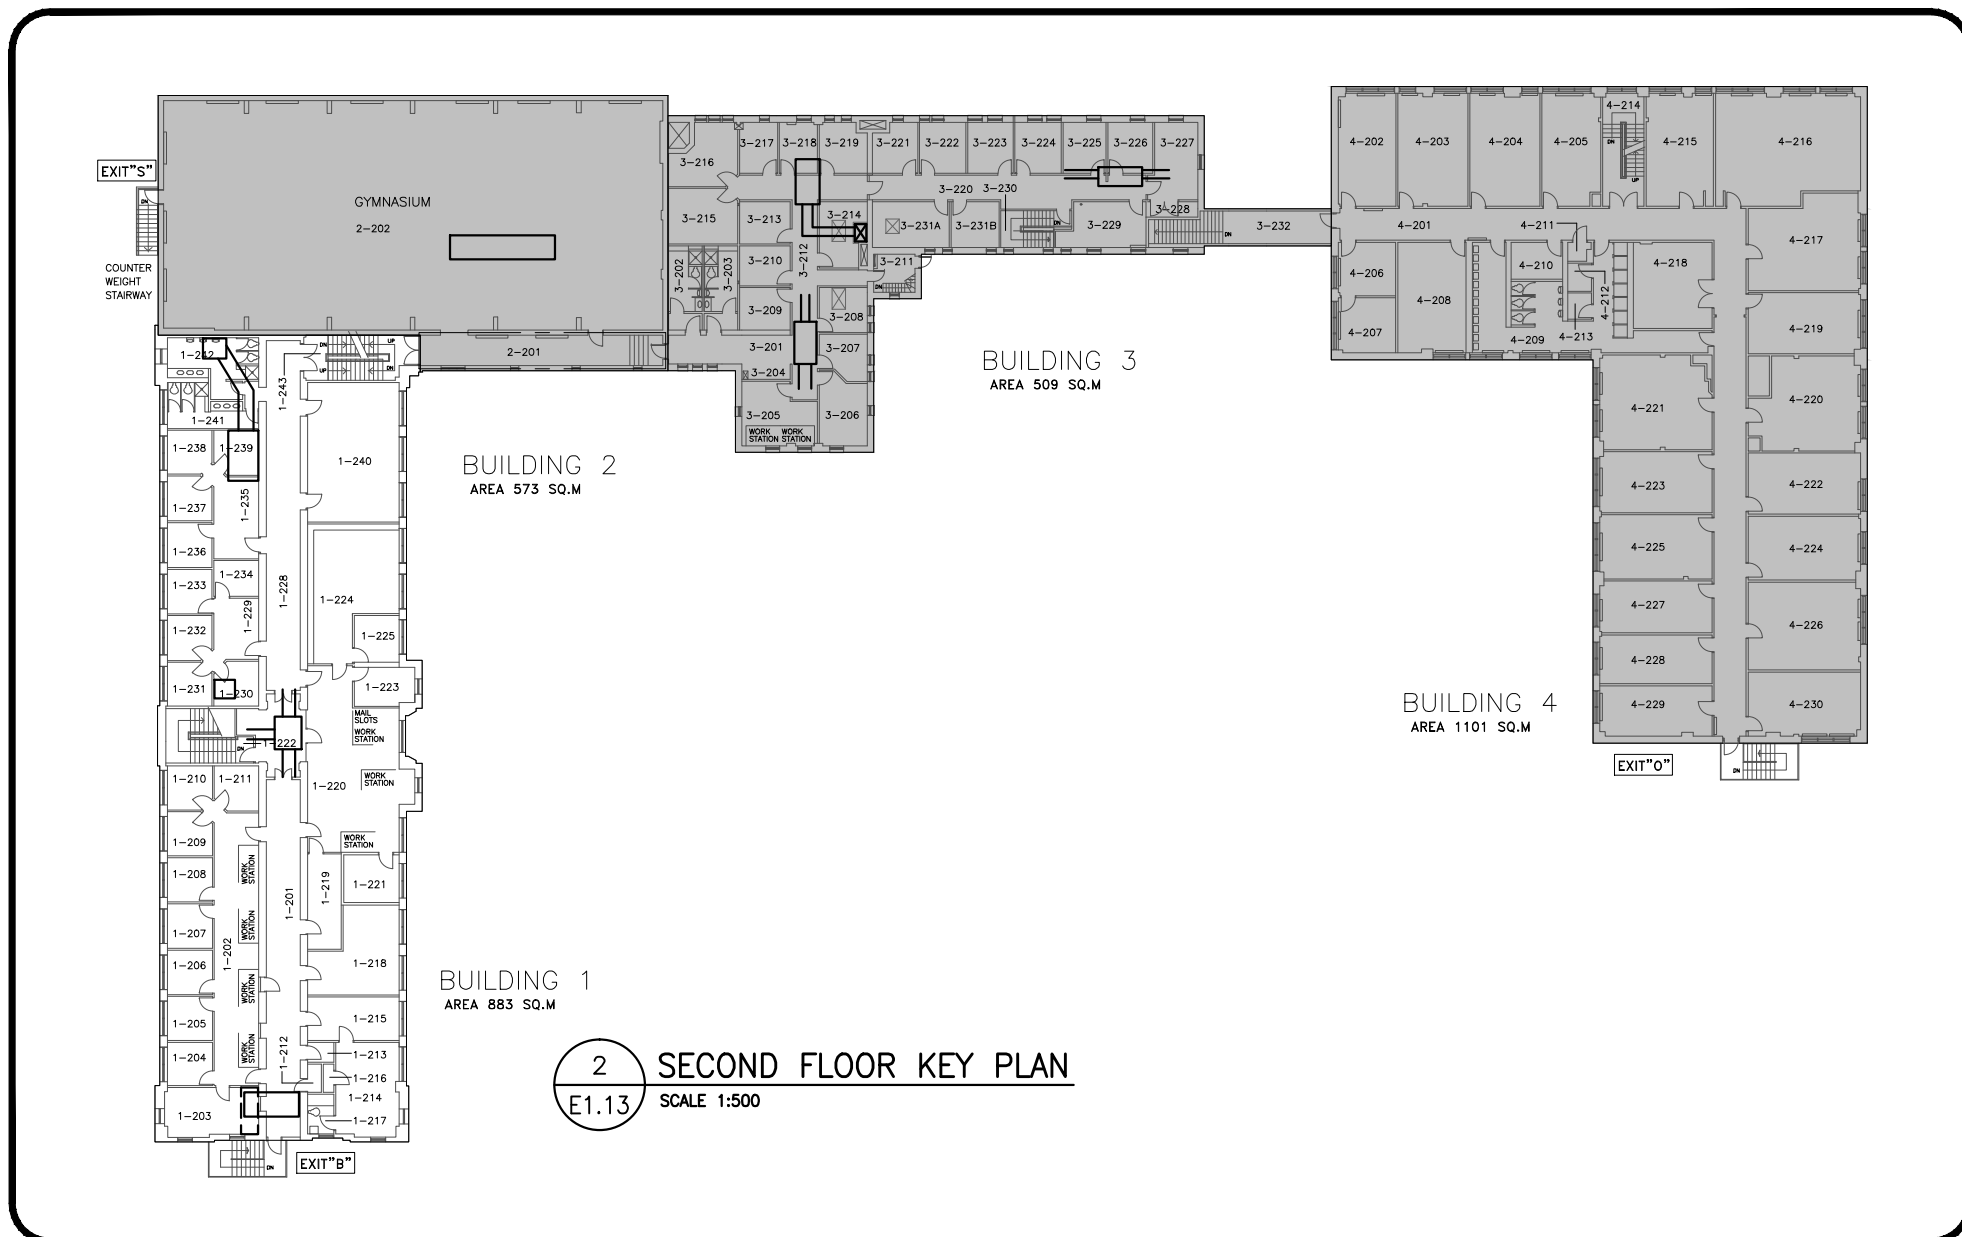 EXIT"S"
GYMNASIUM
2-202
DN
COUNTER
WEIGHT
STAIRWAY
3-216
3-217
3-218
3-219
3-221
3-222
3-223
3-224
3-225
3-226
3-227
3-220
3-230
3-215
3-213
3-214
3-231A
3-231B
DN
3-229
3-228
DN
3-232
3-202
3-203
3-210
3-212
3-211
DN
3-209
3-208
3-201
3-207
3-204
3-205
3-206
WORK
STATION
WORK
STATION
2-201
BUILDING 3
AREA 509 SQ.M
4-202
4-203
4-204
4-205
4-214
DN
UP
4-215
4-216
4-201
4-211
4-217
4-206
4-208
4-210
4-212
4-218
4-207
4-209
4-213
4-219
4-221
4-220
4-223
4-222
4-225
4-224
4-227
4-226
4-228
4-229
4-230
BUILDING 4
AREA 1101 SQ.M
EXIT"O"
DN
BUILDING 2
AREA 573 SQ.M
1-242
1-243
DN
UP
UP
DN
1-241
1-238
1-239
1-240
1-237
1-235
1-236
1-234
1-233
1-228
1-224
1-229
1-232
1-225
1-231
1-230
1-223
MAIL
SLOTS
WORK
STATION
DN
1-222
1-210
1-211
1-220
WORK
STATION
1-209
WORK
STATION
1-208
WORK
STATION
1-219
1-221
1-201
1-207
WORK
STATION
1-202
1-206
WORK
STATION
1-218
1-205
1-215
1-204
WORK
STATION
1-212
1-213
1-216
1-214
1-203
1-217
DN
EXIT"B"
BUILDING 1
AREA 883 SQ.M
2
E1.13
SECOND FLOOR KEY PLAN
SCALE 1:500